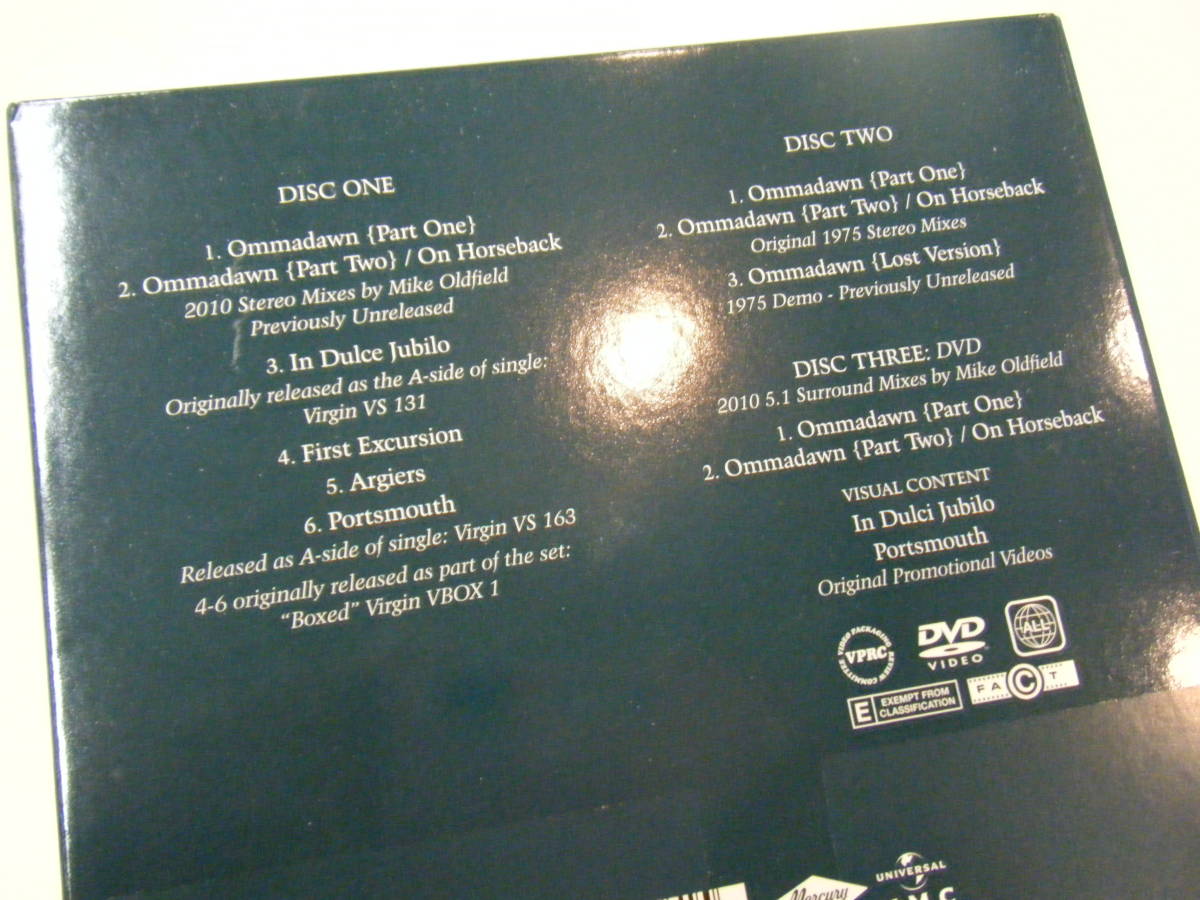 DISC ONE
1. Ommadawn {Part One}
2. Ommadawn {Part Two} / On Horseback
2010 Stereo Mixes by Mike Oldfield
Previously Unreleased
3. In Dulce Jubilo
Originally released as the A-side of single:
Virgin VS 131
4. First Excursion
5. Argiers
6. Portsmouth
Released as A-side of single: Virgin VS 163
4-6 originally released as part of the set:
“Boxed” Virgin VBOX 1
DISC TWO
1. Ommadawn {Part One}
2. Ommadawn {Part Two} / On Horseback
Original 1975 Stereo Mixes
3. Ommadawn {Lost Version}
1975 Demo - Previously Unreleased
DISC THREE: DVD
2010 5.1 Surround Mixes by Mike Oldfield
1. Ommadawn {Part One}
2. Ommadawn {Part Two} / On Horseback
VISUAL CONTENT
In Dulci Jubilo
Portsmouth
Original Promotional Videos
VIDEO PACKAGING REVIEW COMMITTEE
VPRC
DVD
VIDEO
ALL
E EXEMPT FROM
CLASSIFICATION
FACT
Mercury
UNIVERSAL